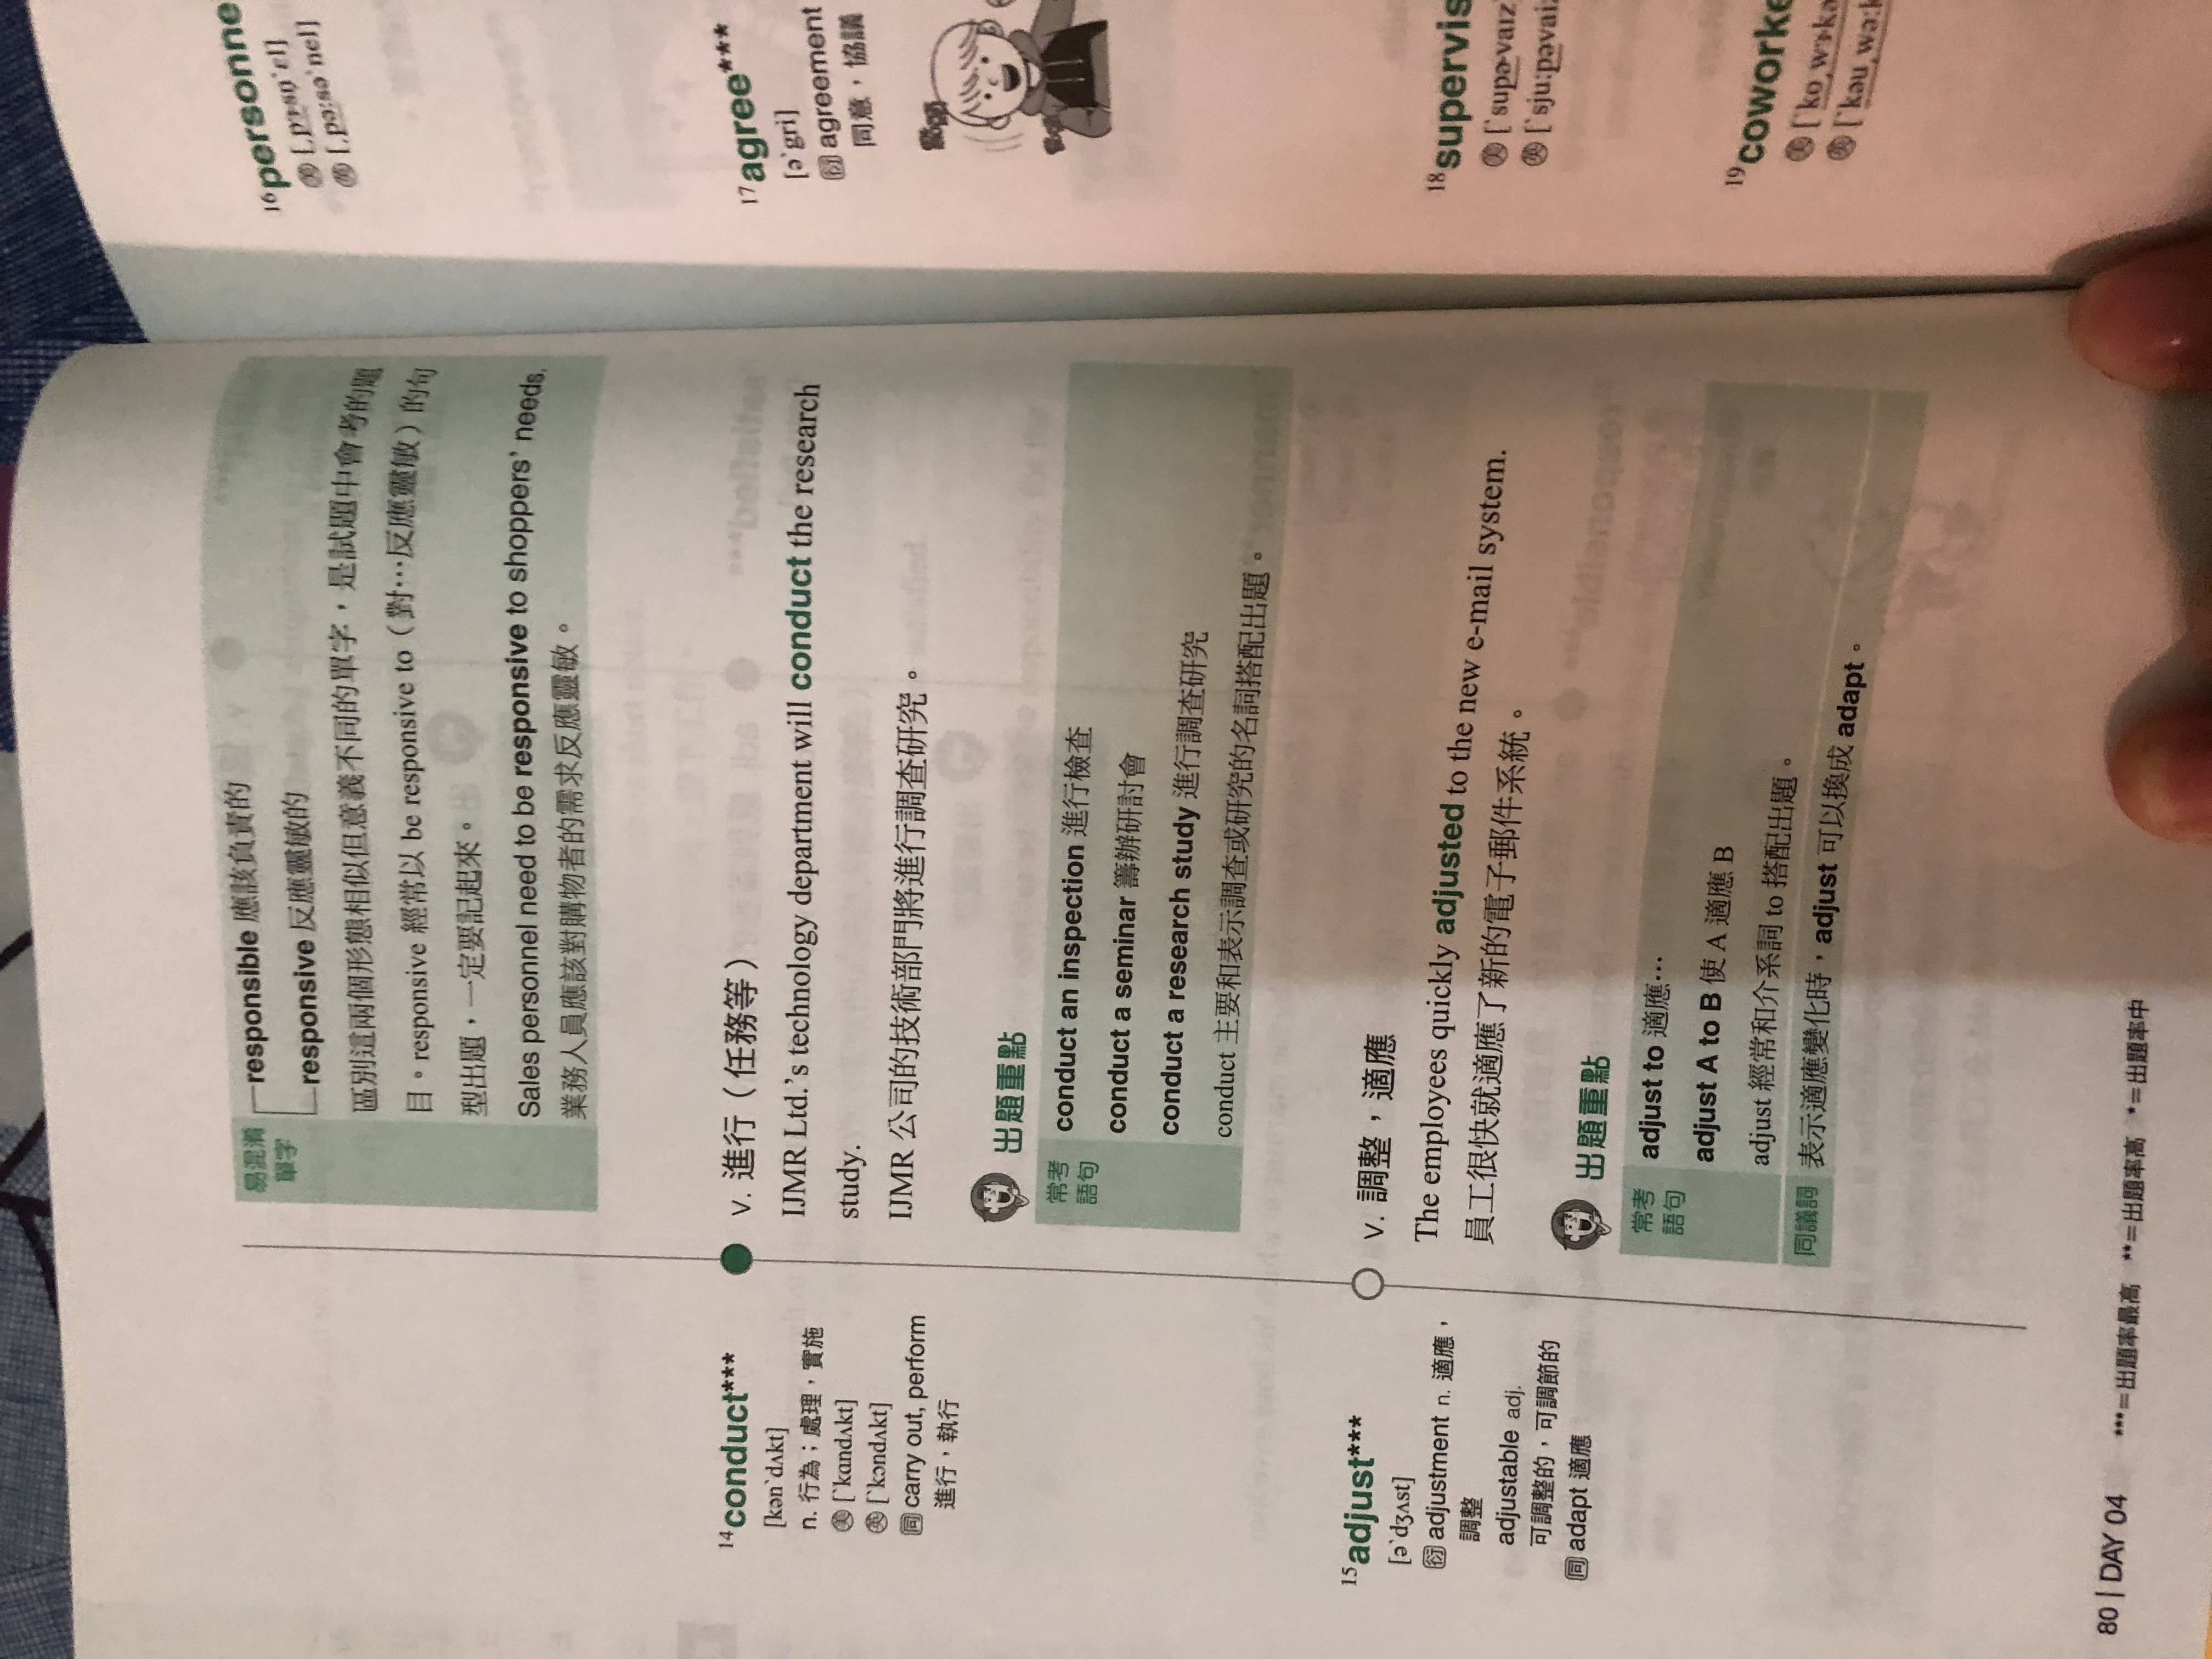 易混淆
單字
responsible 應該負責的
responsive 反應靈敏的
區別這兩個形態相似但意義不同的單字，是試題中會考的題
目。responsive 經常以 be responsive to（對…反應靈敏）的句
型出題，一定要記起來。
Sales personnel need to be responsive to shoppers' needs.
業務人員應該對購物者的需求反應靈敏。
14 conduct***
[kən`dʌkt]
n. 行為；處理，實施
美 [`kɑndʌkt]
英 [`kɔndʌkt]
同 carry out, perform
進行，執行
v. 進行（任務等）
IJMR Ltd.'s technology department will conduct the research
study.
IJMR 公司的技術部門將進行調查研究。
出題重點
常考
語句
conduct an inspection 進行檢查
conduct a seminar 籌辦研討會
conduct a research study 進行調查研究
conduct 主要和表示調查或研究的名詞搭配出題。
15 adjust***
[ə`dʒʌst]
衍 adjustment n. 適應，
調整
adjustable adj.
可調整的，可調節的
同 adapt 適應
v. 調整，適應
The employees quickly adjusted to the new e-mail system.
員工很快就適應了新的電子郵件系統。
出題重點
常考
語句
adjust to 適應…
adjust A to B 使 A 適應 B
adjust 經常和介系詞 to 搭配出題。
同議詞
表示適應變化時，adjust 可以換成 adapt。
80 | DAY 04
***=出題率最高 **=出題率高 *=出題率中
16 personne
美 [ˌpɝsn̩`ɛl]
英 [ˌpə:sə`nel]
17 agree***
[ə`gri]
衍 agreement
同意，協議
18 supervis
美 [`supɚvaɪz
英 [`sju:pəvai
19 coworke
美 [`koˌwɝkɚ
英 [`kəuˌwə:k